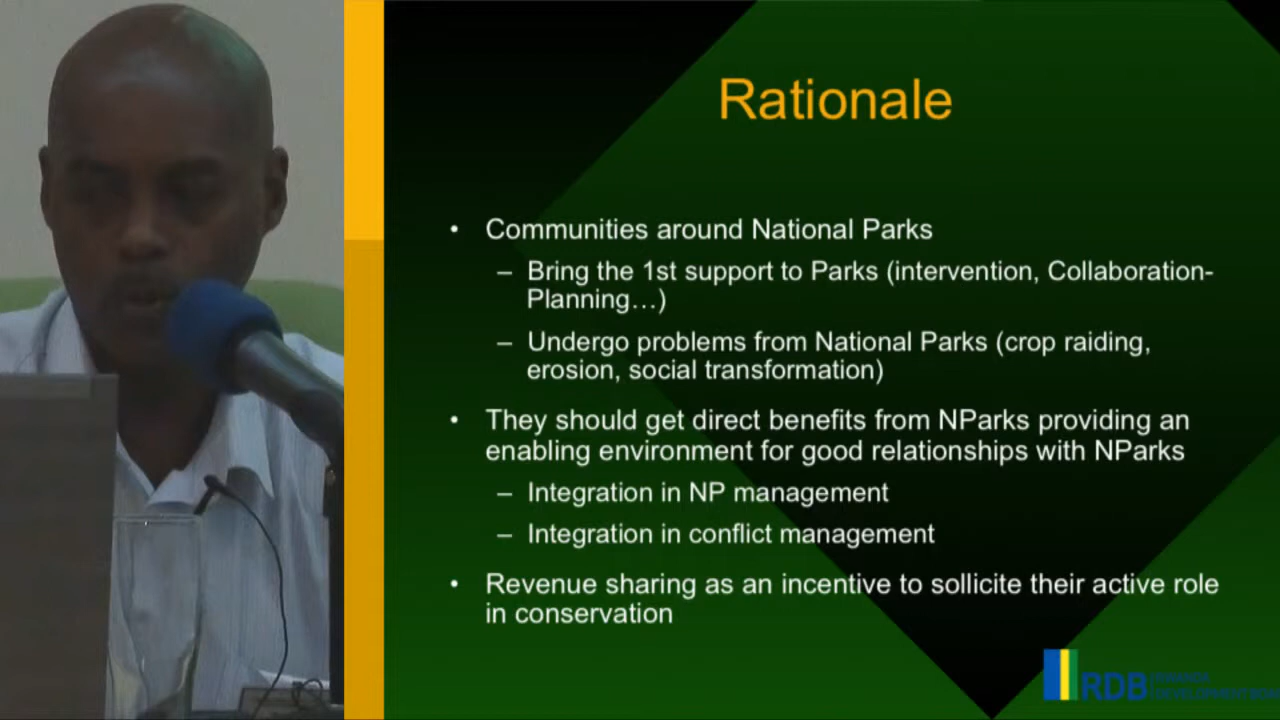 Rationale
• Communities around National Parks
– Bring the 1st support to Parks (intervention, Collaboration-
Planning…)
– Undergo problems from National Parks (crop raiding,
erosion, social transformation)
• They should get direct benefits from NParks providing an
enabling environment for good relationships with NParks
– Integration in NP management
– Integration in conflict management
• Revenue sharing as an incentive to sollicite their active role
in conservation
RDB